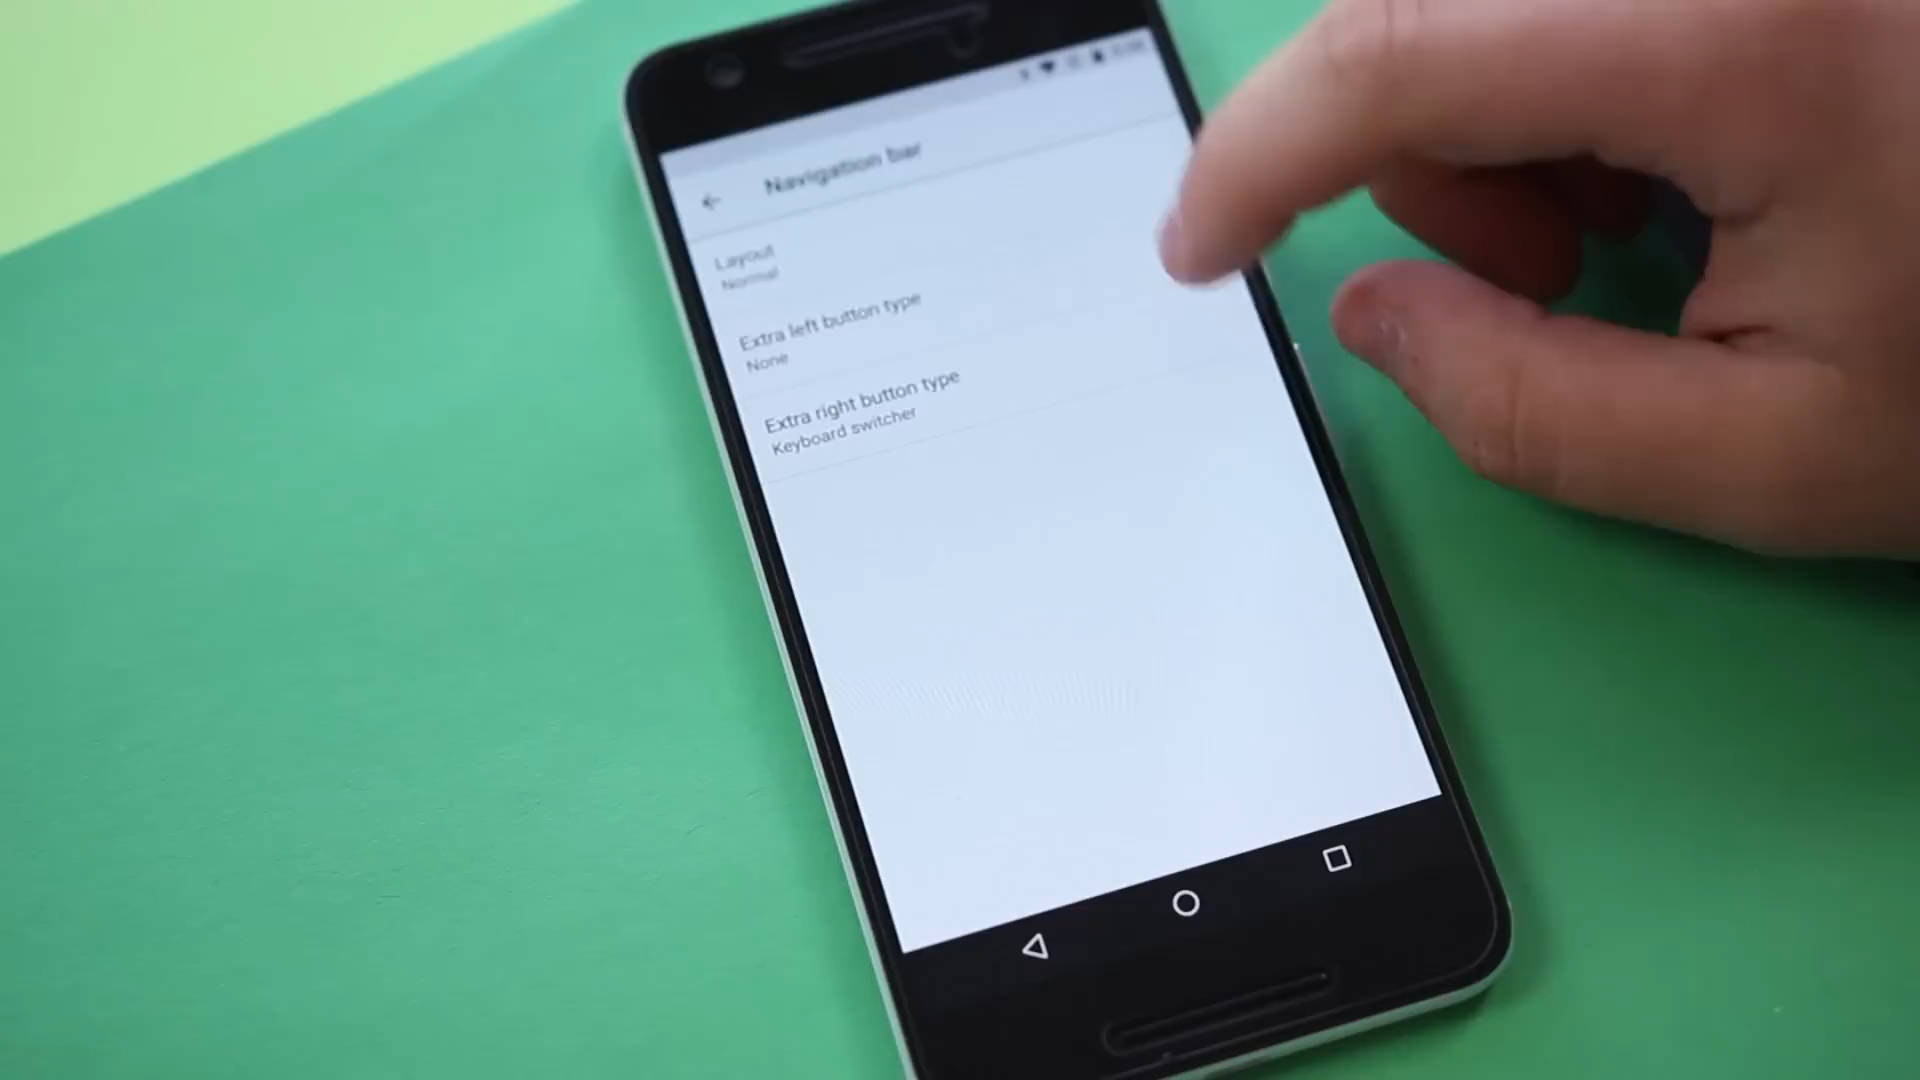 Navigation bar
Layout
Normal
Extra left button type
None
Extra right button type
Keyboard switcher